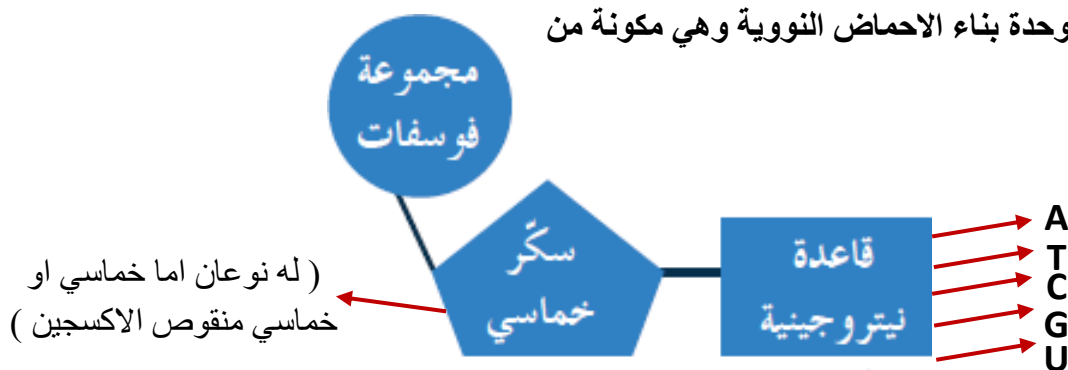 وحدة بناء الاحماض النووية وهي مكونة من
مجموعة
فوسفات
سكّر
خماسي
قاعدة
نيتروجينية
A
T
C
G
U
( له نوعان اما خماسي او
خماسي منقوص الاكسجين )